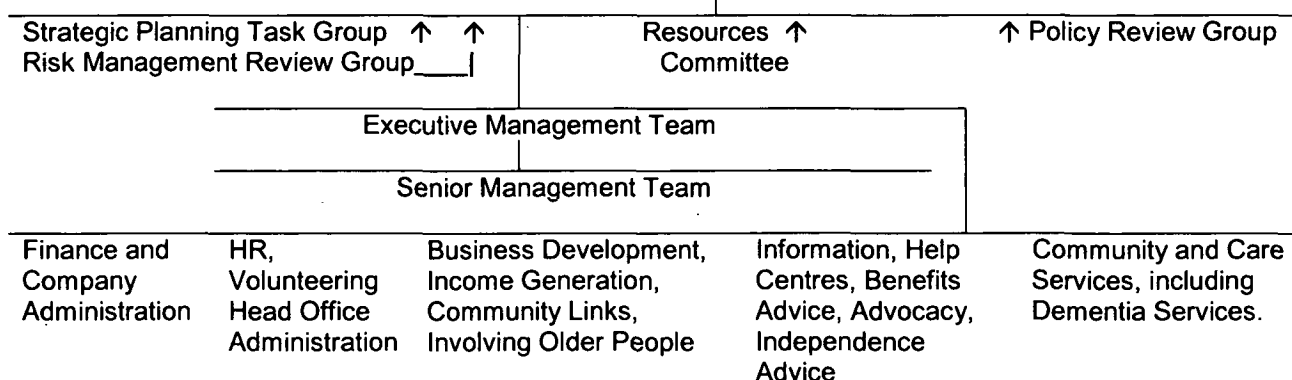 Strategic Planning Task Group ↑ ↑ Resources ↑ ↑ Policy Review Group
Risk Management Review Group____| Committee
Executive Management Team
Senior Management Team
Finance and HR, Business Development, Information, Help Community and Care
Company Volunteering Income Generation, Centres, Benefits Services, including
Administration Head Office Community Links, Advice, Advocacy, Dementia Services.
Administration Involving Older People Independence
Advice